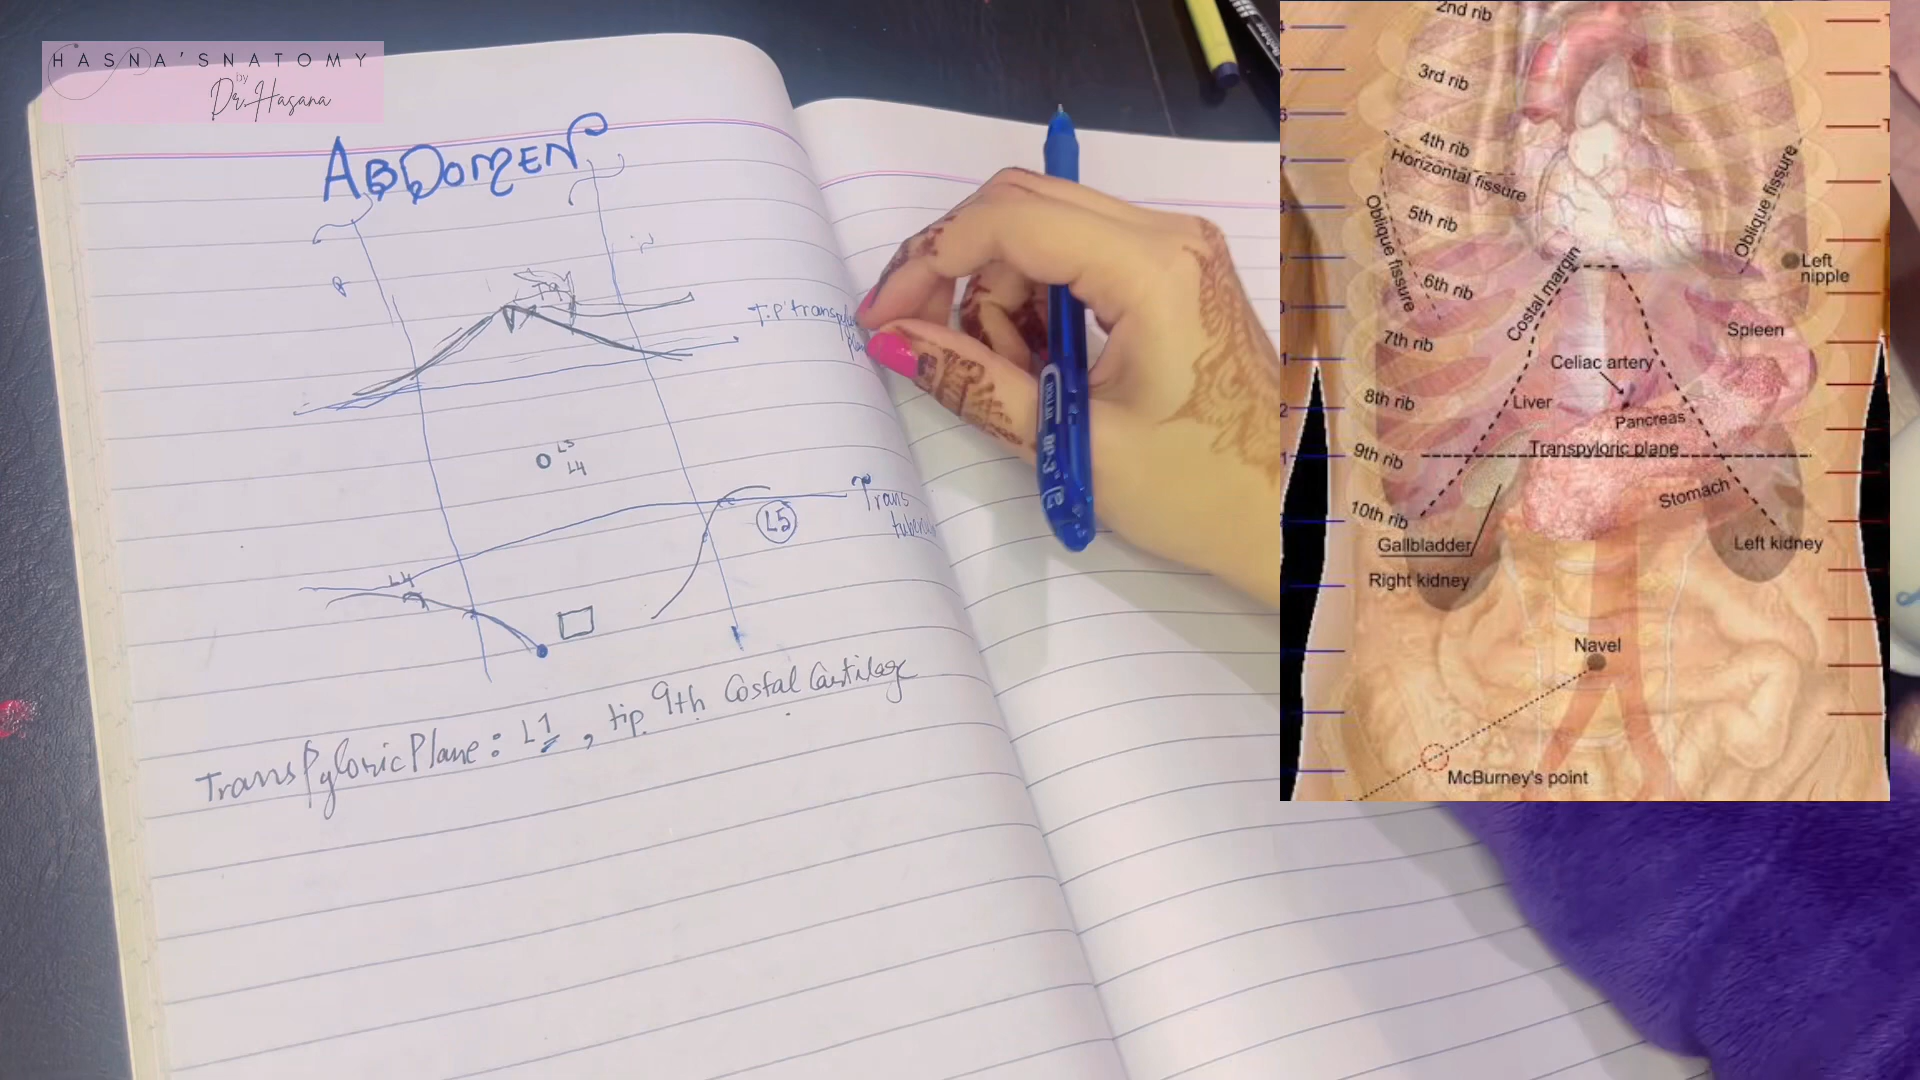 HASNA'SNATOMY
by
Dr.Hasana
ABDOMEN
T9
T.P
L3
L4
Trans
L5
L4
TransPyloric Plane: L1, tip 9th Costal Cartilage
2nd rib
3rd rib
4th rib
Horizontal fissure
Oblique fissure
Oblique fissure
5th rib
Left nipple
6th rib
Costal margin
7th rib
Spleen
Celiac artery
8th rib
Liver
Pancreas
9th rib
Transpyloric plane
Stomach
10th rib
Gallbladder
Left kidney
Right kidney
Navel
McBurney's point